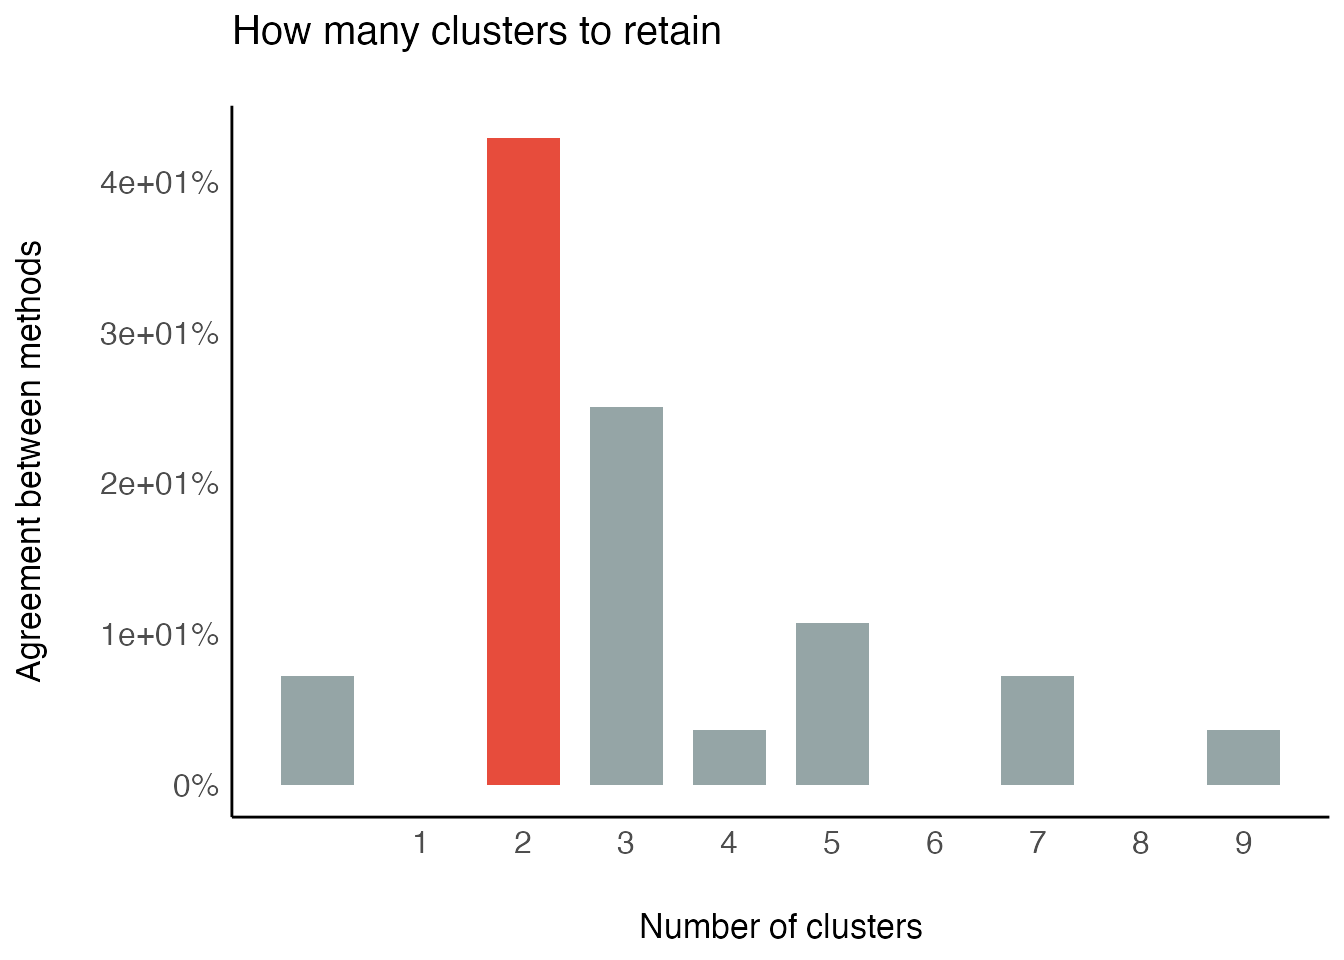 How many clusters to retain
Agreement between methods
4e+01%
3e+01%
2e+01%
1e+01%
0%
1 2 3 4 5 6 7 8 9
Number of clusters